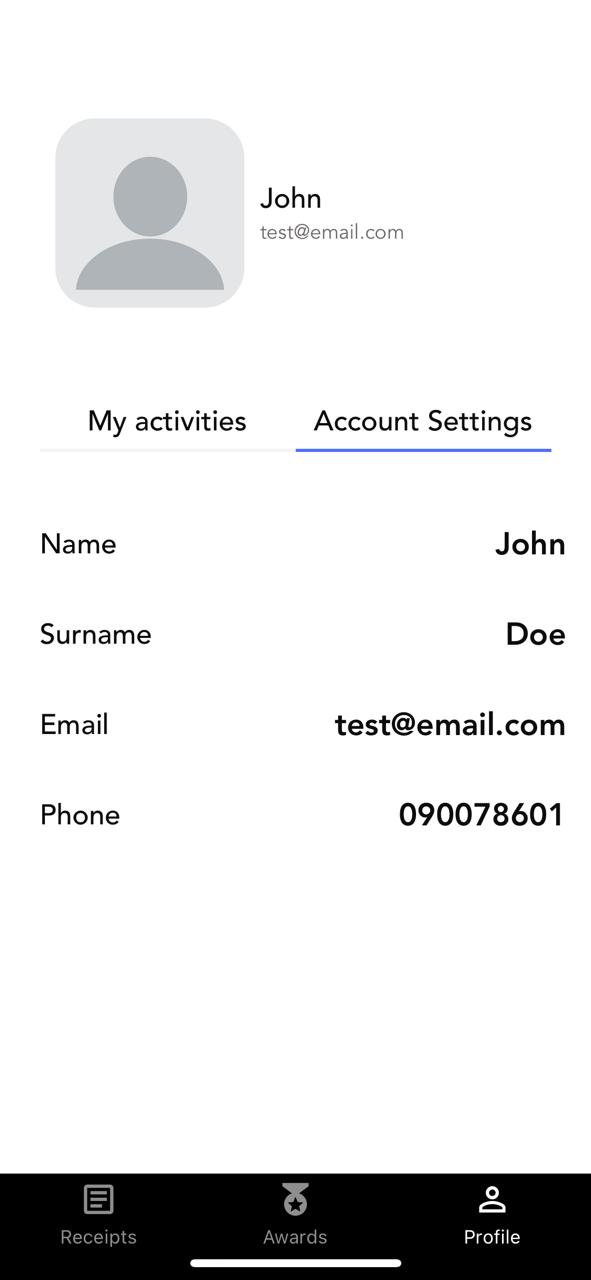 John
test@email.com
My activities Account Settings
Name John
Surname Doe
Email test@email.com
Phone 090078601
Receipts Awards Profile